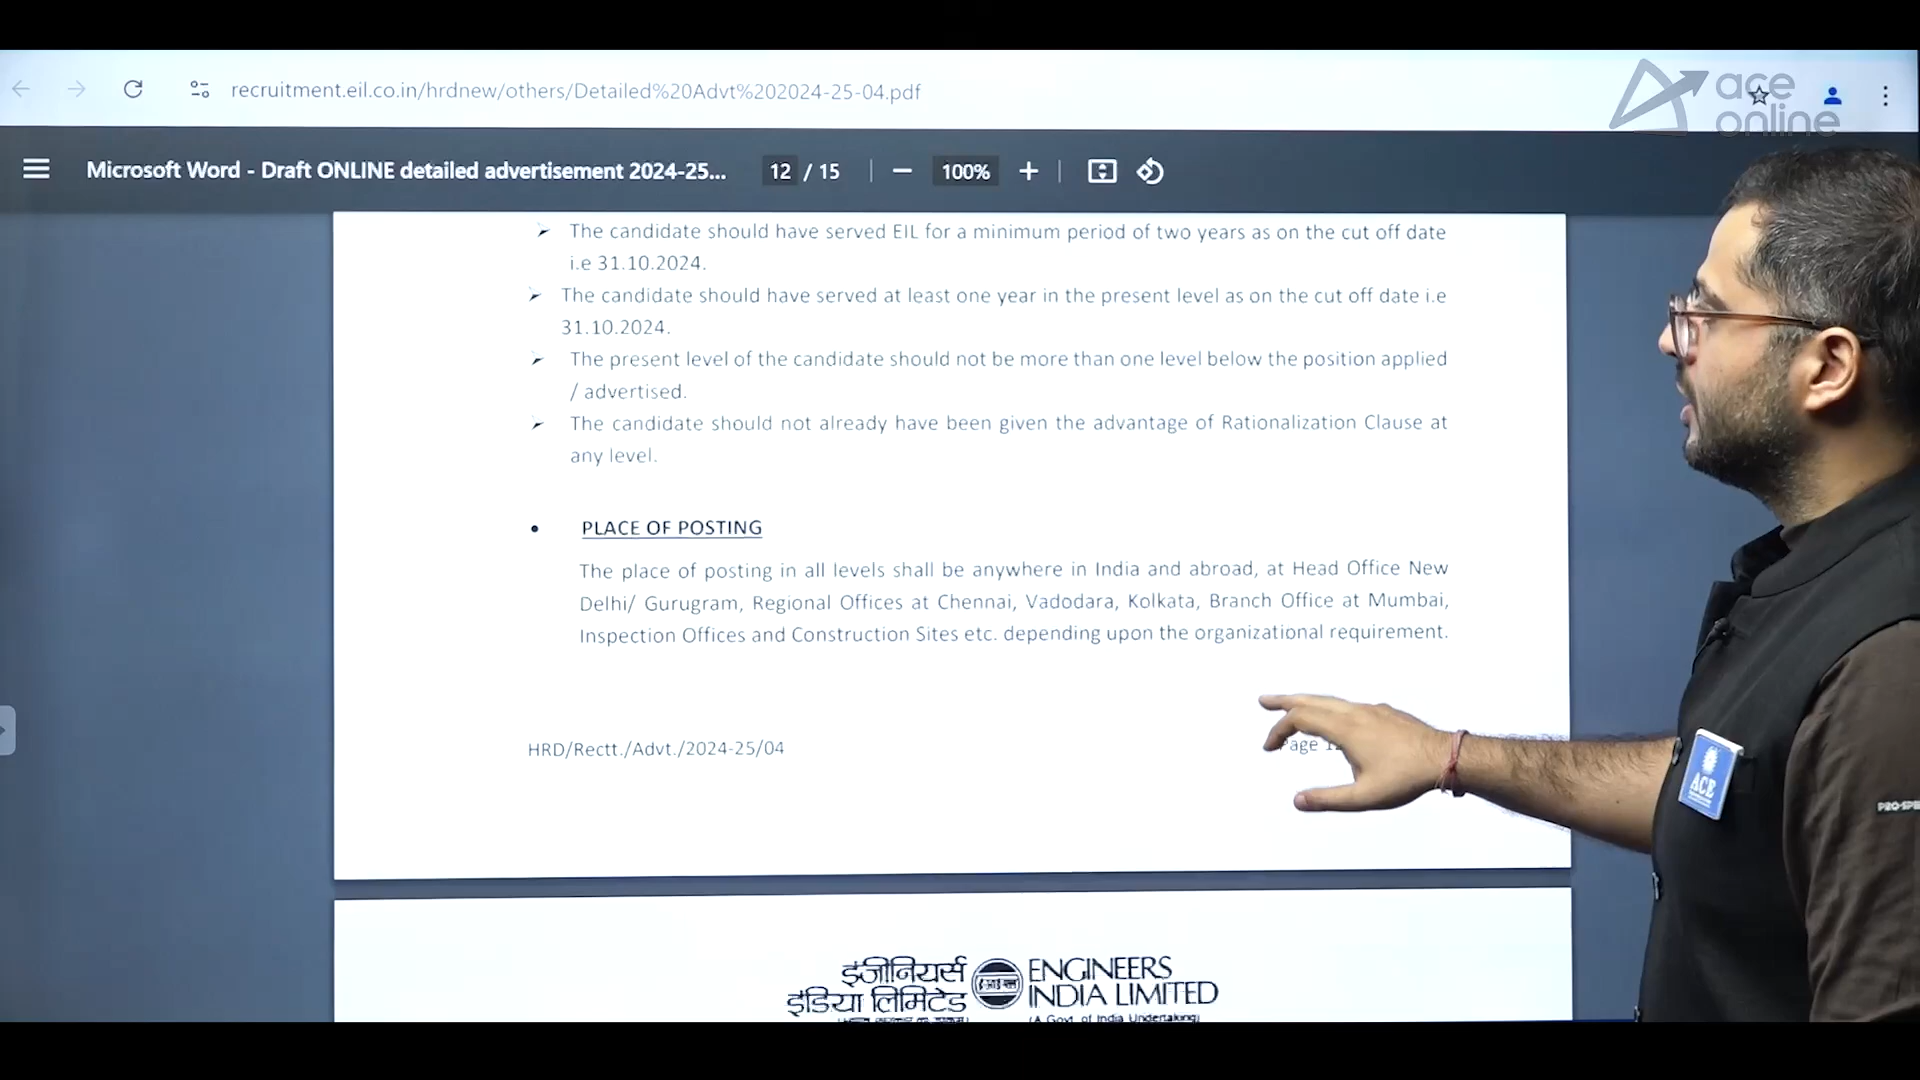 recruitment.eil.co.in/hrdnew/others/Detailed%20Advt%202024-25-04.pdf
ace
online
Microsoft Word - Draft ONLINE detailed advertisement 2024-25...
12 / 15
100%
➢ The candidate should have served EIL for a minimum period of two years as on the cut off date
i.e 31.10.2024.
➢ The candidate should have served at least one year in the present level as on the cut off date i.e
31.10.2024.
➢ The present level of the candidate should not be more than one level below the position applied
/ advertised.
➢ The candidate should not already have been given the advantage of Rationalization Clause at
any level.
• PLACE OF POSTING
The place of posting in all levels shall be anywhere in India and abroad, at Head Office New
Delhi/ Gurugram, Regional Offices at Chennai, Vadodara, Kolkata, Branch Office at Mumbai,
Inspection Offices and Construction Sites etc. depending upon the organizational requirement.
HRD/Rectt./Advt./2024-25/04
Page
ACE
इंजीनियर्स
इंडिया लिमिटेड
ENGINEERS
INDIA LIMITED
(A Govt. of India Undertaking)